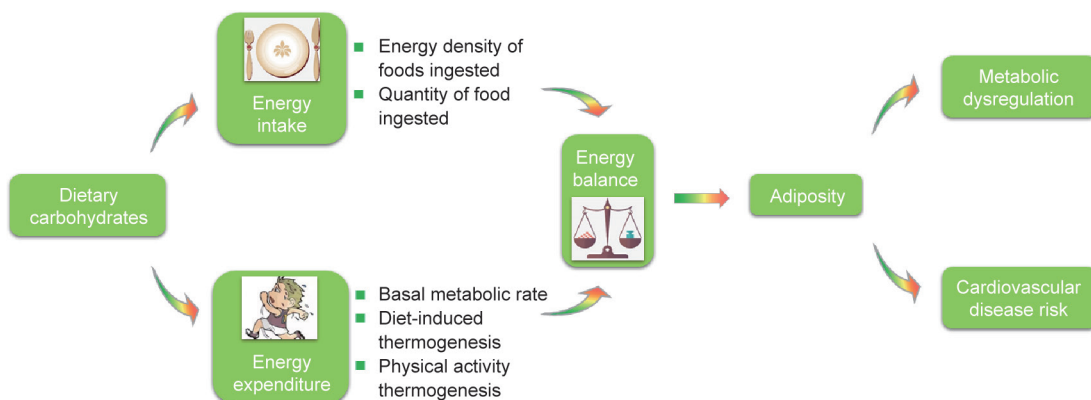 Dietary
carbohydrates
Energy
intake
Energy density of
foods ingested
Quantity of food
ingested
Energy
expenditure
Basal metabolic rate
Diet-induced
thermogenesis
Physical activity
thermogenesis
Energy
balance
Adiposity
Metabolic
dysregulation
Cardiovascular
disease risk